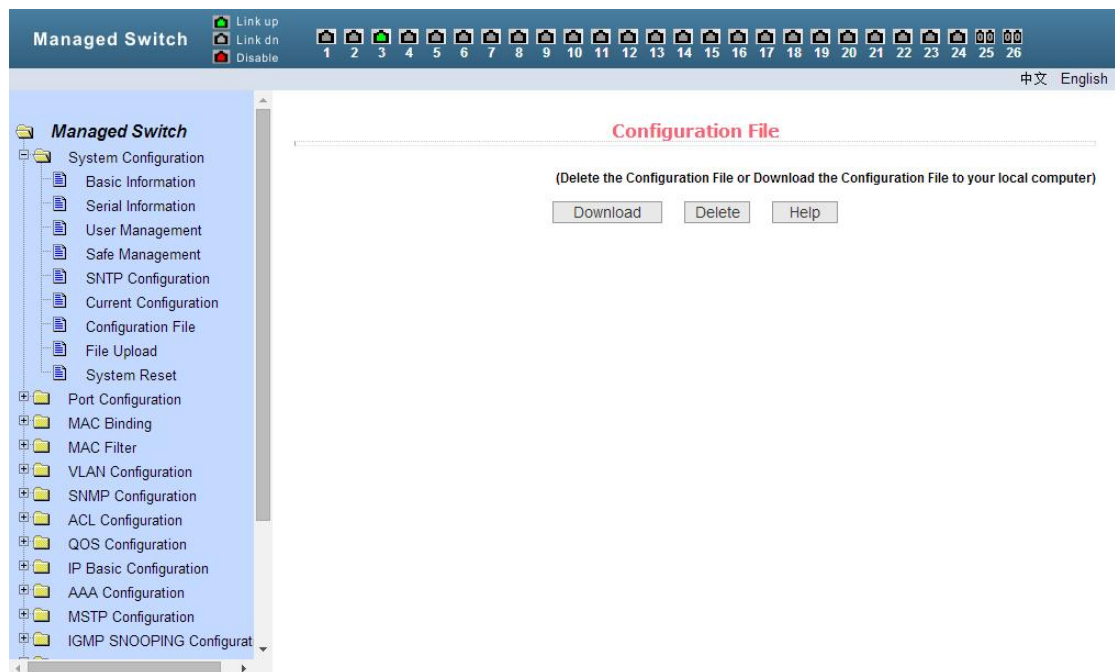 Managed Switch
Link up
Link dn
Disable
1 2 3 4 5 6 7 8 9 10 11 12 13 14 15 16 17 18 19 20 21 22 23 24 25 26
中文 English
Managed Switch
System Configuration
Basic Information
Serial Information
User Management
Safe Management
SNTP Configuration
Current Configuration
Configuration File
File Upload
System Reset
Port Configuration
MAC Binding
MAC Filter
VLAN Configuration
SNMP Configuration
ACL Configuration
QOS Configuration
IP Basic Configuration
AAA Configuration
MSTP Configuration
IGMP SNOOPING Configurat
Configuration File
(Delete the Configuration File or Download the Configuration File to your local computer)
Download Delete Help